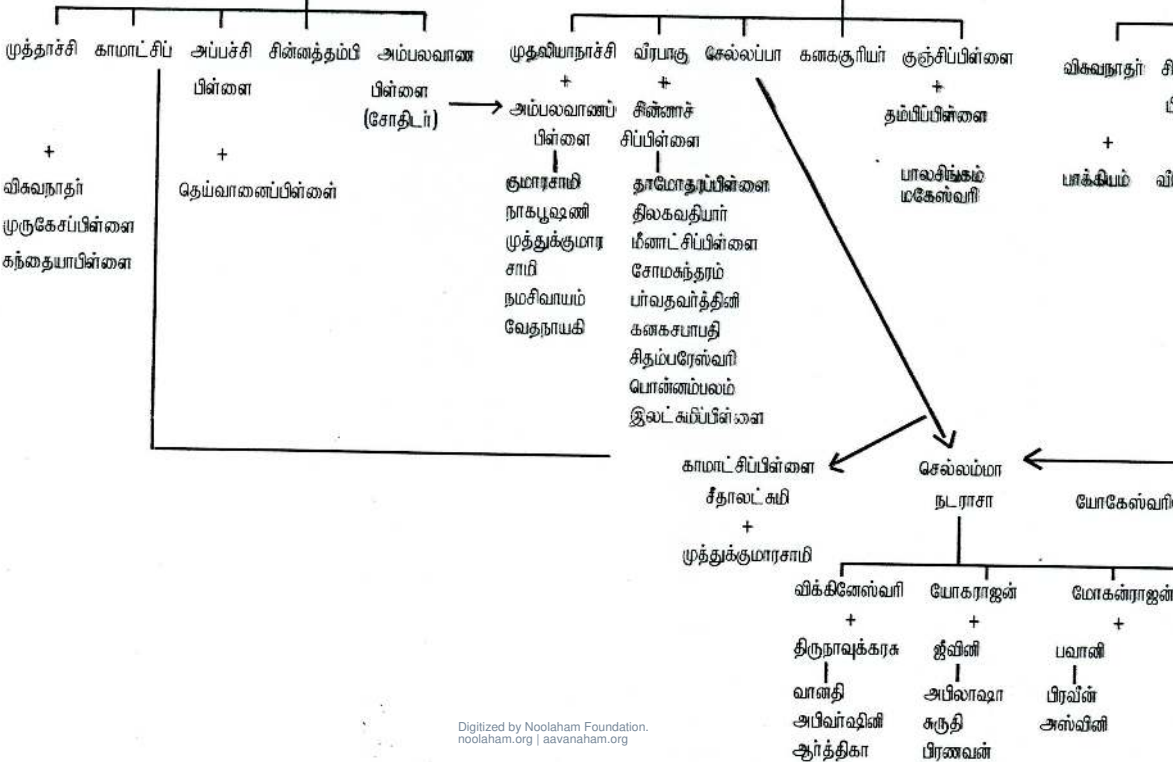 முத்தாச்சி காமாட்சிப் அப்பச்சி சின்னத்தம்பி அம்பலவாண முதலியாநாச்சி வீரபாகு சேல்லப்பா கனகசூரியர் குஞ்சிப்பிள்ளை
பிள்ளை பிள்ளை + + +
(சோதிடர்) அம்பலவாணப் சின்னாச் தம்பிப்பிள்ளை
பிள்ளை சிப்பிள்ளை
விசுவநாதர்
+
பாக்கியம்
+ +
விசுவநாதர் தெய்வானைப்பிள்ளை
முருகேசப்பிள்ளை
கந்தையாபிள்ளை
குமாரசாமி
நாகபூஷணி
முத்துக்குமார
சாமி
நமசிவாயம்
வேதநாயகி
தாமோதரப்பிள்ளை
திலகவதியார்
மீனாட்சிப்பிள்ளை
சோமசுந்தரம்
பர்வதவர்த்தினி
கனகசபாபதி
சிதம்பரேஸ்வரி
பொன்னம்பலம்
இலட்சுமிப்பிள்ளை
பாலசிங்கம்
மகேஸ்வரி
காமாட்சிப்பிள்ளை செல்லம்மா
சீதாலட்சுமி நடராசா யோகேஸ்வரி
+
முத்துக்குமாரசாமி
விக்கினேஸ்வரி யோகராஜன் மோகன்ராஜன்
+ + +
திருநாவுக்கரசு ஜீவினி பவானி
வானதி அபிலாஷா பிரவீன்
அபிவர்ஷினி சுருதி அஸ்வினி
ஆர்த்திகா பிரணவன்
Digitized by Noolaham Foundation.
noolaham.org | aavanaham.org